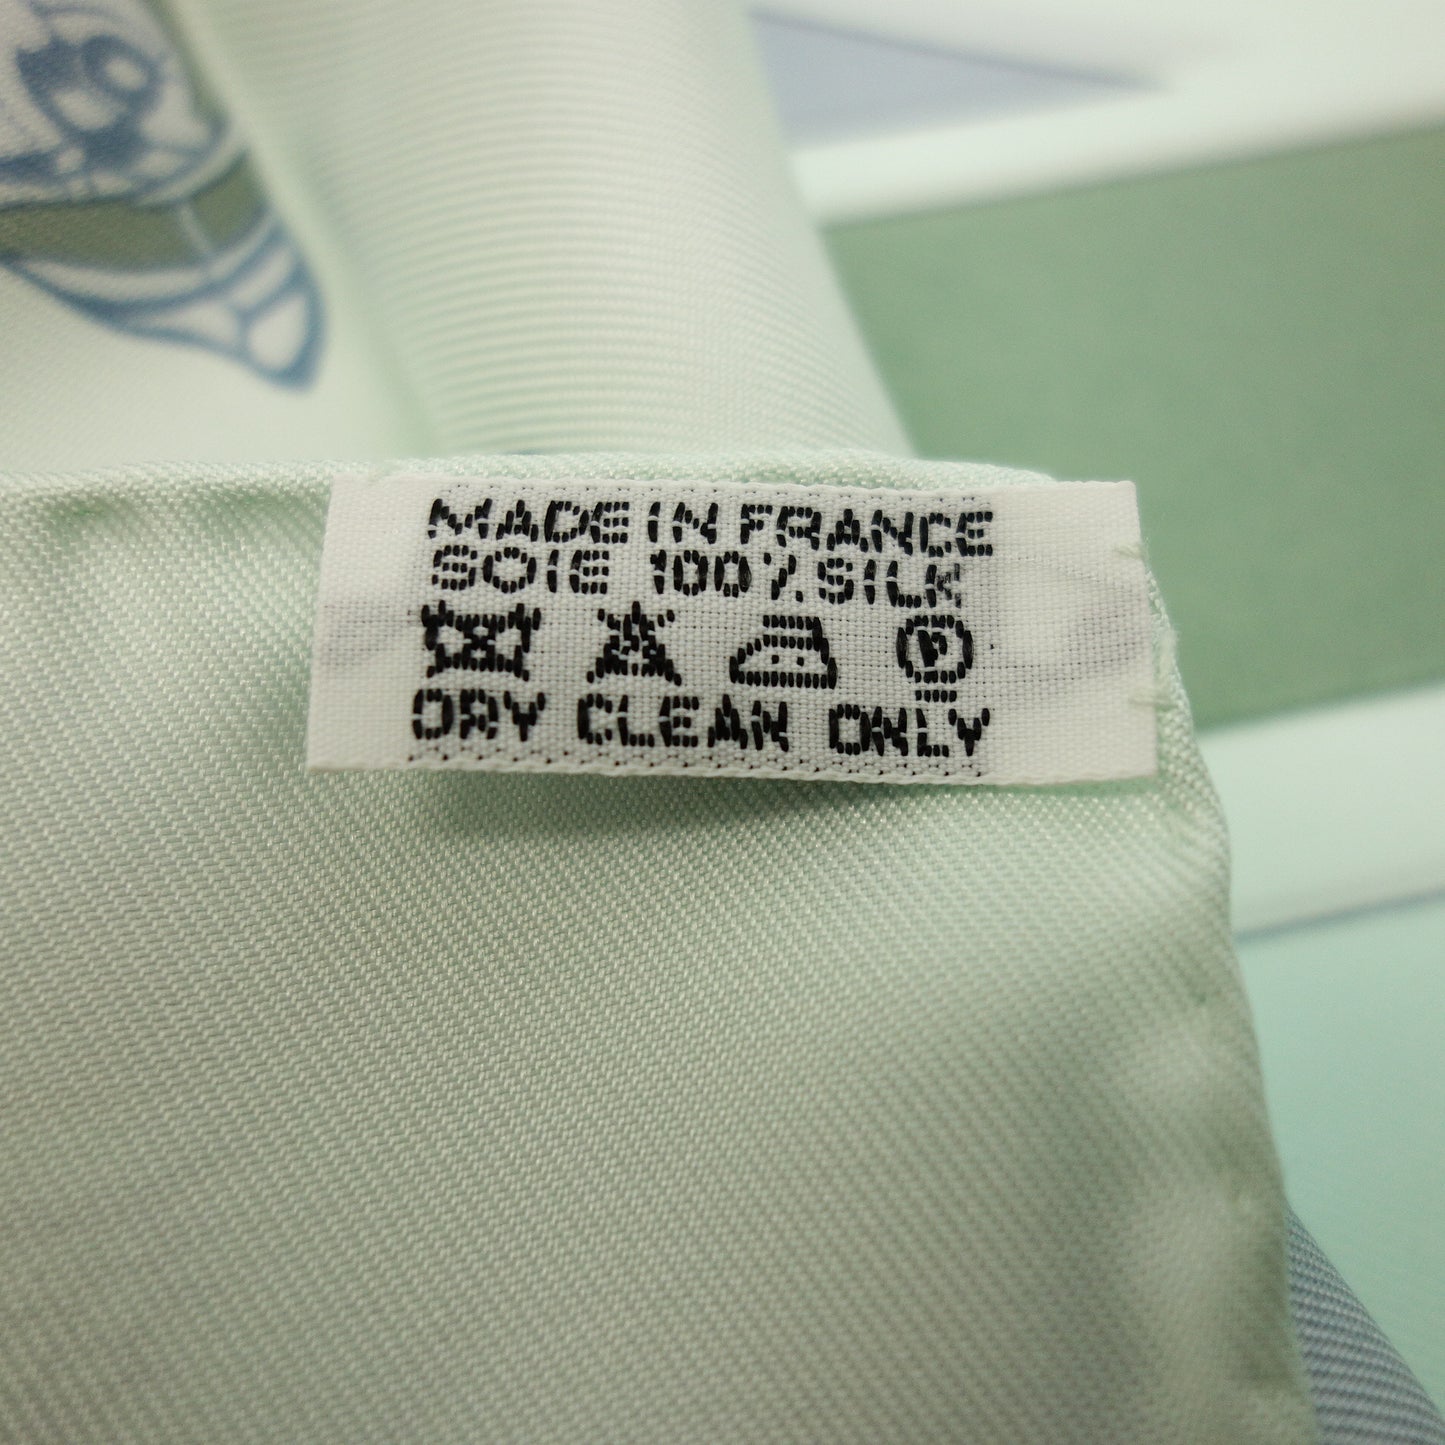 MADE IN FRANCE
SOIE 100% SILK
P
DRY CLEAN ONLY